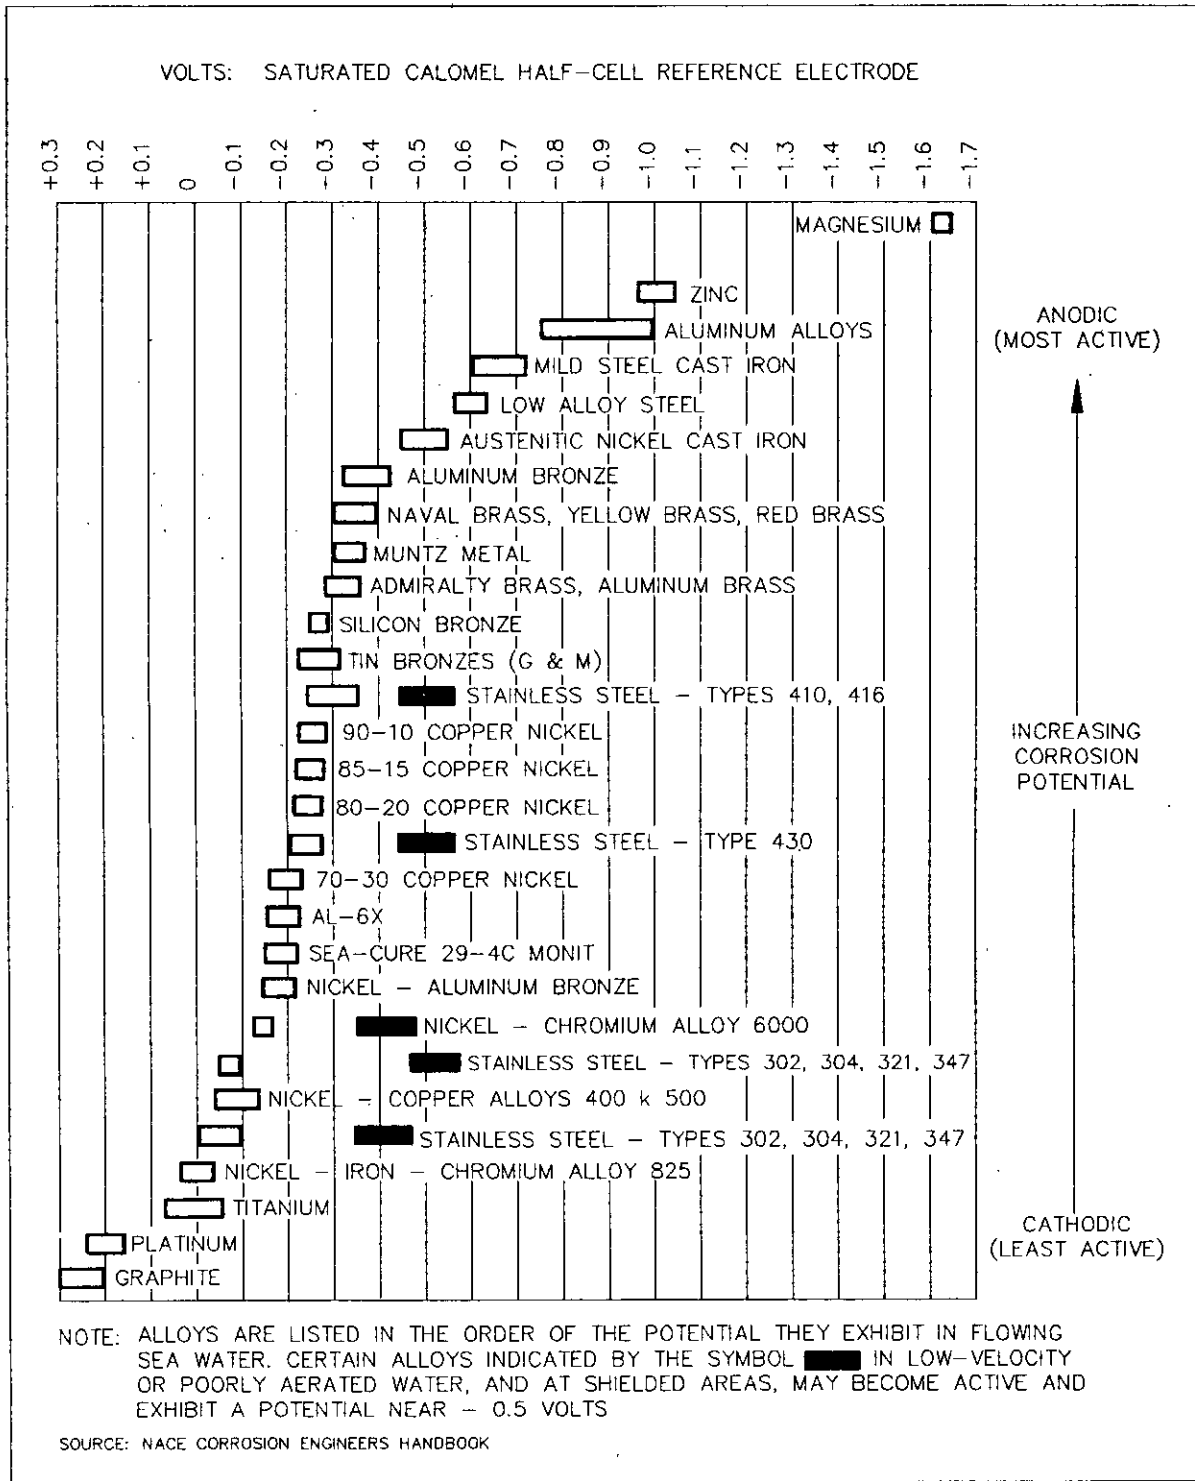 VOLTS: SATURATED CALOMEL HALF-CELL REFERENCE ELECTRODE
+0.3 +0.2 +0.1 0 -0.1 -0.2 -0.3 -0.4 -0.5 -0.6 -0.7 -0.8 -0.9 -1.0 -1.1 -1.2 -1.3 -1.4 -1.5 -1.6 -1.7
MAGNESIUM
ZINC
ALUMINUM ALLOYS
MILD STEEL CAST IRON
LOW ALLOY STEEL
AUSTENITIC NICKEL CAST IRON
ALUMINUM BRONZE
NAVAL BRASS, YELLOW BRASS, RED BRASS
MUNTZ METAL
ADMIRALTY BRASS, ALUMINUM BRASS
SILICON BRONZE
TIN BRONZES (G & M)
STAINLESS STEEL - TYPES 410, 416
90-10 COPPER NICKEL
85-15 COPPER NICKEL
80-20 COPPER NICKEL
STAINLESS STEEL - TYPE 430
70-30 COPPER NICKEL
AL-6X
SEA-CURE 29-4C MONIT
NICKEL - ALUMINUM BRONZE
NICKEL - CHROMIUM ALLOY 6000
STAINLESS STEEL - TYPES 302, 304, 321, 347
NICKEL - COPPER ALLOYS 400 k 500
STAINLESS STEEL - TYPES 302, 304, 321, 347
NICKEL - IRON - CHROMIUM ALLOY 825
TITANIUM
PLATINUM
GRAPHITE
ANODIC
(MOST ACTIVE)
INCREASING
CORROSION
POTENTIAL
CATHODIC
(LEAST ACTIVE)
NOTE: ALLOYS ARE LISTED IN THE ORDER OF THE POTENTIAL THEY EXHIBIT IN FLOWING
SEA WATER. CERTAIN ALLOYS INDICATED BY THE SYMBOL IN LOW-VELOCITY
OR POORLY AERATED WATER, AND AT SHIELDED AREAS, MAY BECOME ACTIVE AND
EXHIBIT A POTENTIAL NEAR - 0.5 VOLTS
SOURCE: NACE CORROSION ENGINEERS HANDBOOK